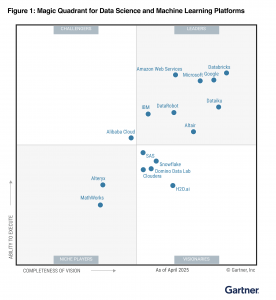 Figure 1: Magic Quadrant for Data Science and Machine Learning Platforms
CHALLENGERS
LEADERS
Databricks
Amazon Web Services
Microsoft
Google
IBM
DataRobot
Dataiku
Altair
Alibaba Cloud
SAS
Snowflake
Domino Data Lab
Cloudera
H2O.ai
Alteryx
MathWorks
ABILITY TO EXECUTE
NICHE PLAYERS
VISIONARIES
COMPLETENESS OF VISION
As of April 2025
© Gartner, Inc
Gartner